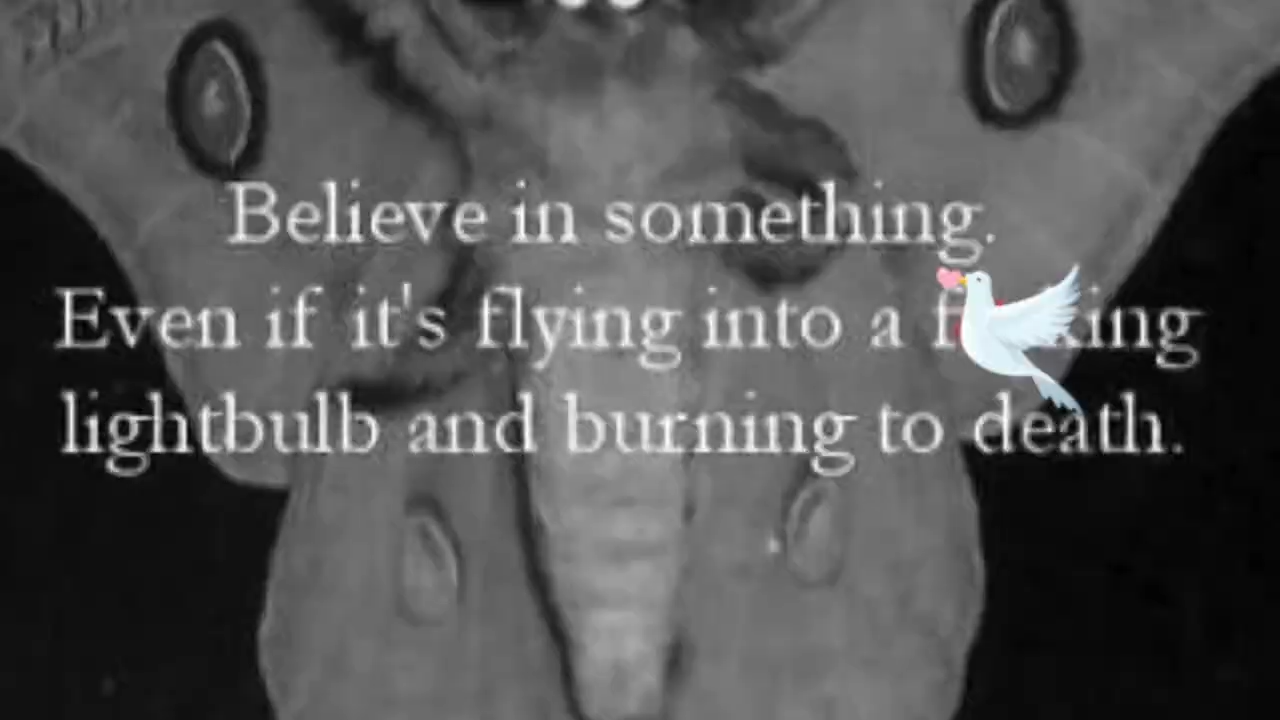 Believe in something.
Even if it's flying into a
lightbulb and burning to death.